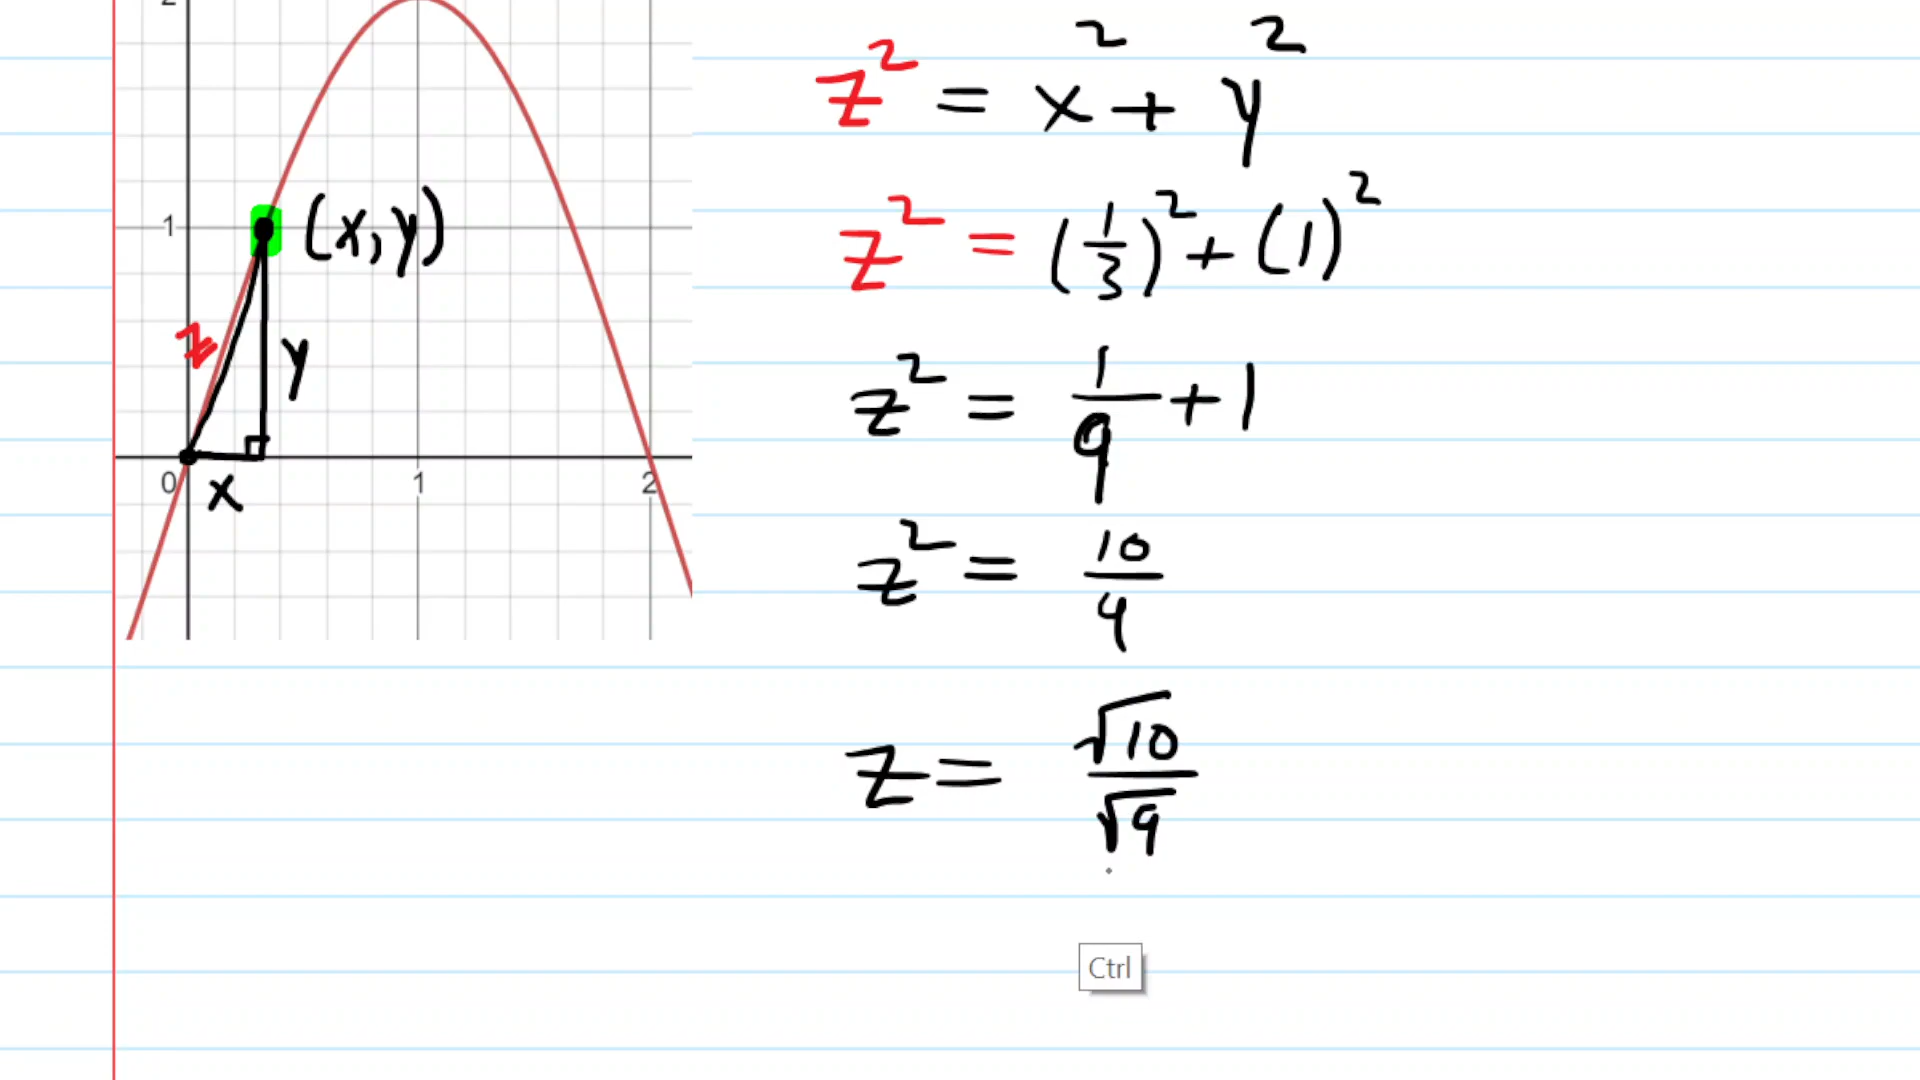 2
1
(x, y)
z
y
0
x
1
2
z² = x² + y²
z² = (1/3)² + (1)²
z² = 1/9 + 1
z² = 10/4
z = √10/√9
Ctrl